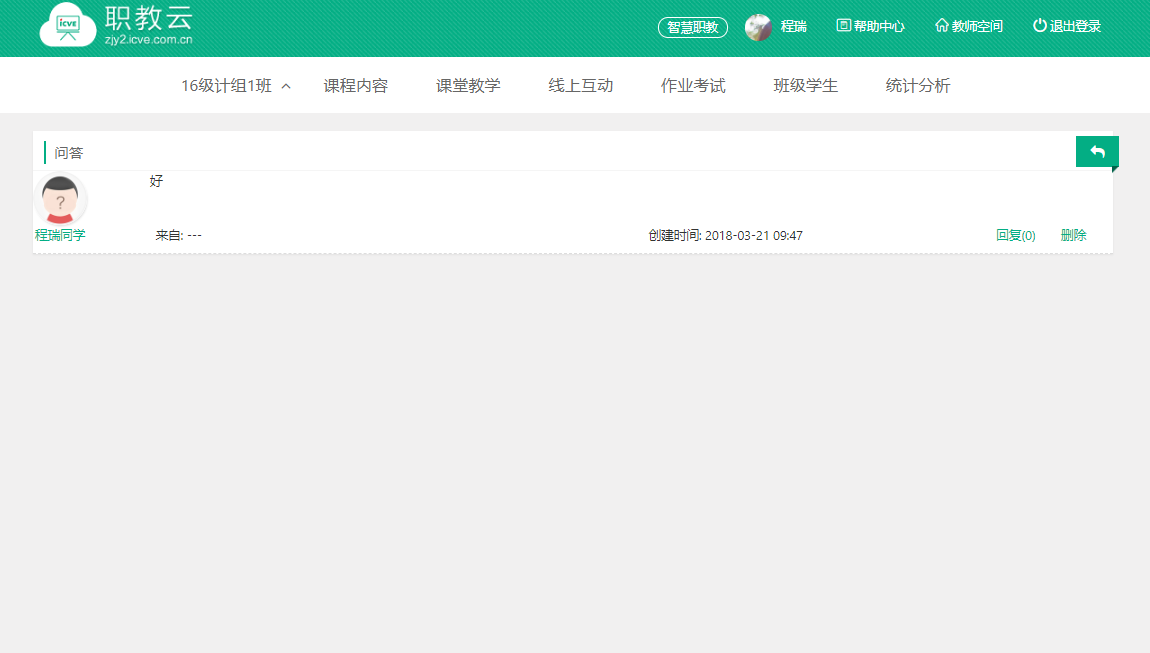 icve 职教云
zjy2.icve.com.cn
智慧职教 程瑞 帮助中心 教师空间 退出登录
16级计组1班 课程内容 课堂教学 线上互动 作业考试 班级学生 统计分析
问答
好
?
程瑞同学 来自: --- 创建时间: 2018-03-21 09:47 回复(0) 删除